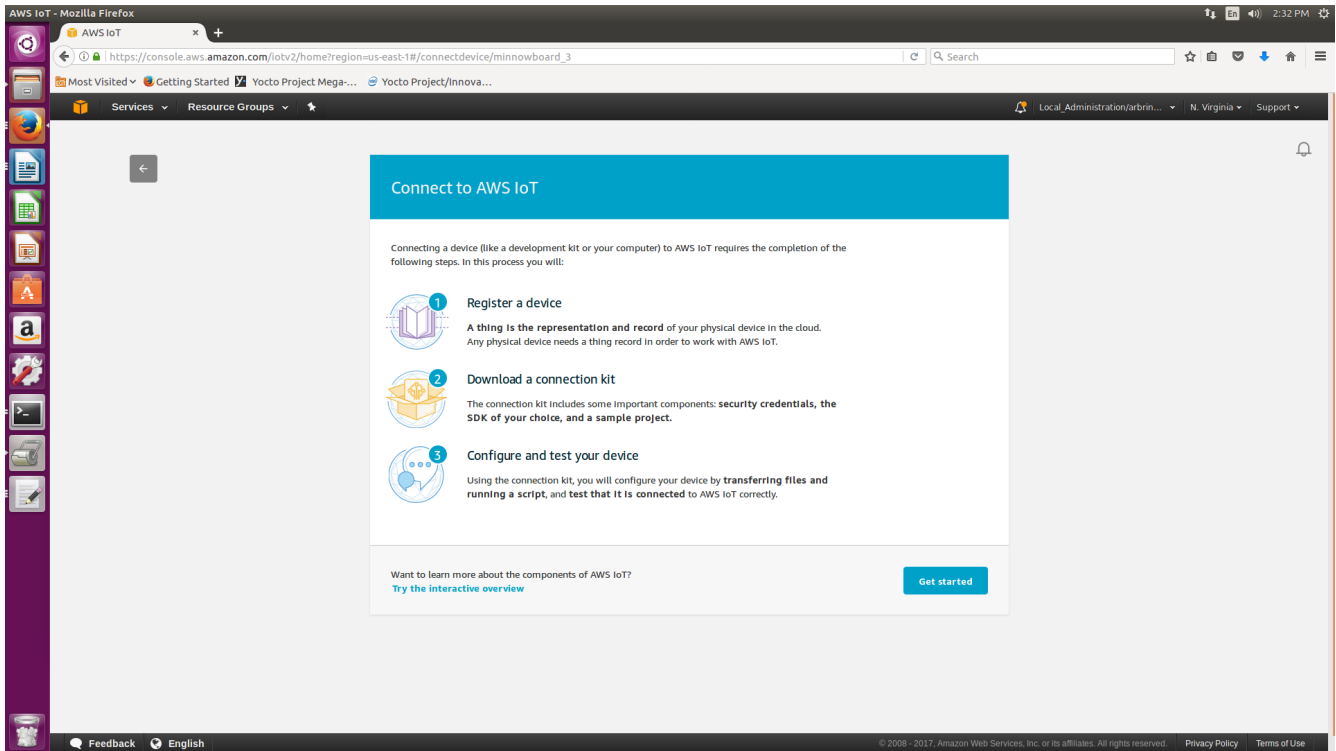 AWS IoT - Mozilla Firefox
En
2:32 PM
AWS IoT
https://console.aws.amazon.com/iotv2/home?region=us-east-1#/connectdevice/minnowboard_3
Search
Most Visited
Getting Started
Yocto Project Mega-...
Yocto Project/Innova...
Services
Resource Groups
Local_Administration/arbrin...
N. Virginia
Support
Connect to AWS IoT
Connecting a device (like a development kit or your computer) to AWS IoT requires the completion of the
following steps. In this process you will:
1
Register a device
A thing is the representation and record of your physical device in the cloud.
Any physical device needs a thing record in order to work with AWS IoT.
2
Download a connection kit
The connection kit includes some important components: security credentials, the
SDK of your choice, and a sample project.
3
Configure and test your device
Using the connection kit, you will configure your device by transferring files and
running a script, and test that it is connected to AWS IoT correctly.
Want to learn more about the components of AWS IoT?
Try the interactive overview
Get started
Feedback
English
© 2008 - 2017, Amazon Web Services, Inc. or its affiliates. All rights reserved.
Privacy Policy
Terms of Use